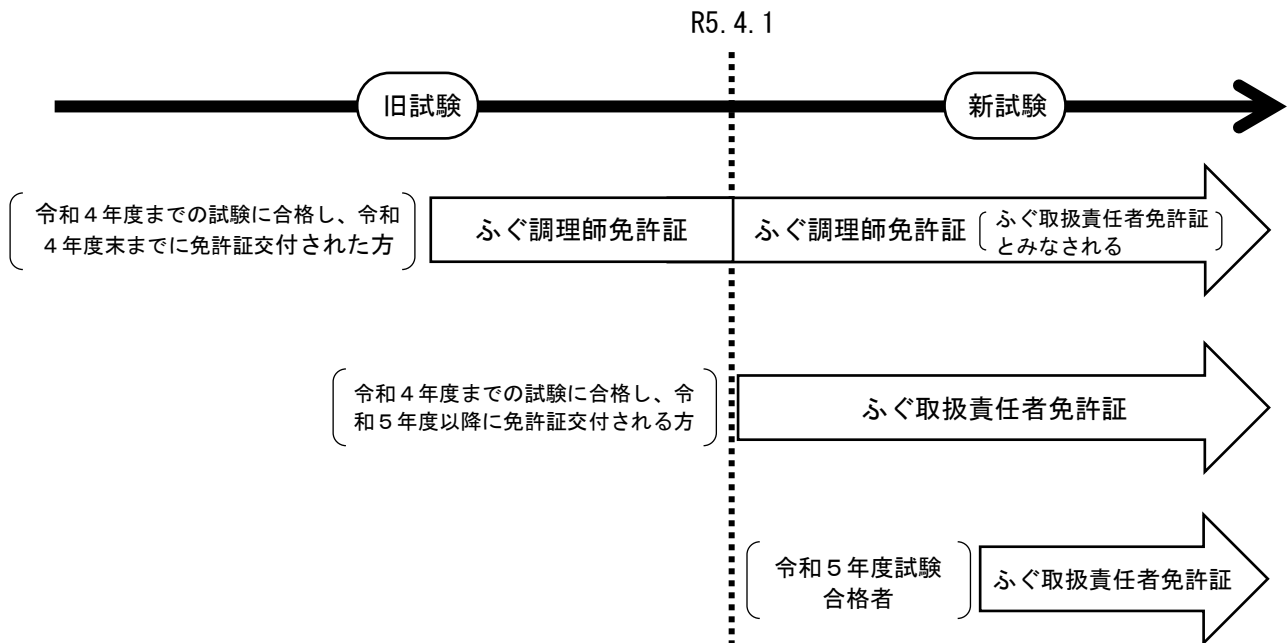 R5.4.1
旧試験
新試験
令和４年度までの試験に合格し、令和
４年度末までに免許証交付された方
ふぐ調理師免許証
ふぐ調理師免許証
ふぐ取扱責任者免許証
とみなされる
令和４年度までの試験に合格し、令
和５年度以降に免許証交付される方
ふぐ取扱責任者免許証
令和５年度試験
合格者
ふぐ取扱責任者免許証